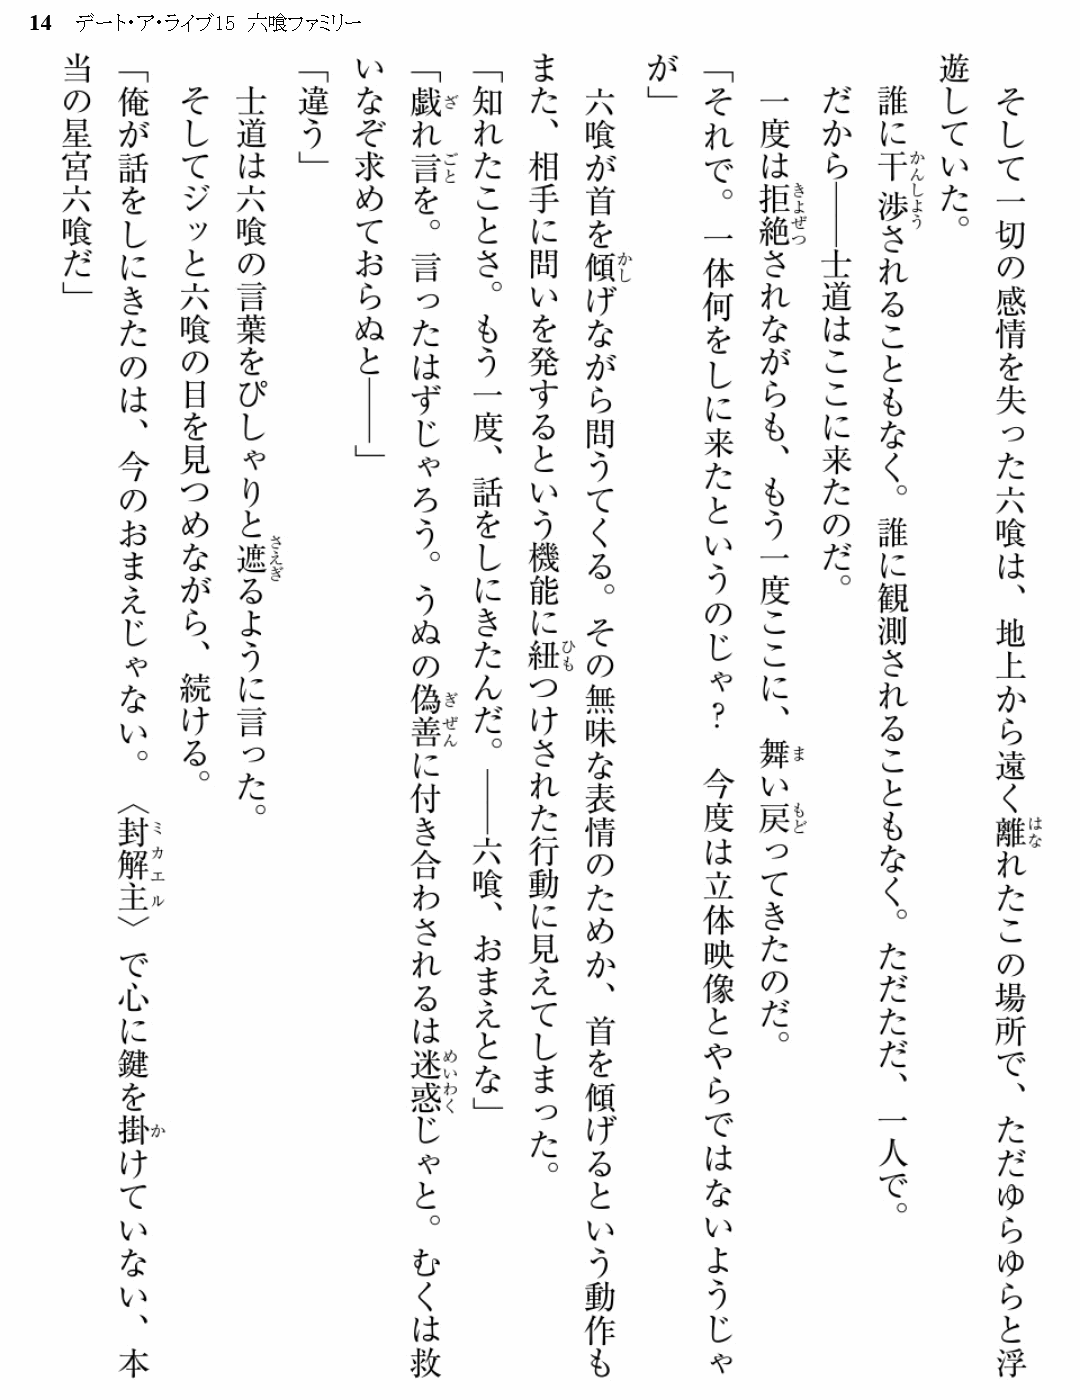 14 デート・ア・ライブ15 六喰ファミリー
　そして一切の感情を失った六喰は、地上から遠く離れたこの場所で、ただゆらゆらと浮
遊していた。
　誰に干渉されることもなく。誰に観測されることもなく。ただただ、一人で。
　だから――士道はここに来たのだ。
　一度は拒絶されながらも、もう一度ここに、舞い戻ってきたのだ。
「それで。一体何をしに来たというのじゃ？　今度は立体映像とやらではないようじゃ
が」
　六喰が首を傾げながら問うてくる。その無味な表情のためか、首を傾げるという動作も
また、相手に問いを発するという機能に紐つけされた行動に見えてしまった。
「知れたことさ。もう一度、話をしにきたんだ。――六喰、おまえとな」
「戯れ言を。言ったはずじゃろう。うぬの偽善に付き合わされるは迷惑じゃと。むくは救
いなぞ求めておらぬと――」
「違う」
　士道は六喰の言葉をぴしゃりと遮るように言った。
　そしてジッと六喰の目を見つめながら、続ける。
「俺が話をしにきたのは、今のおまえじゃない。〈封解主〉で心に鍵を掛けていない、本
当の星宮六喰だ」